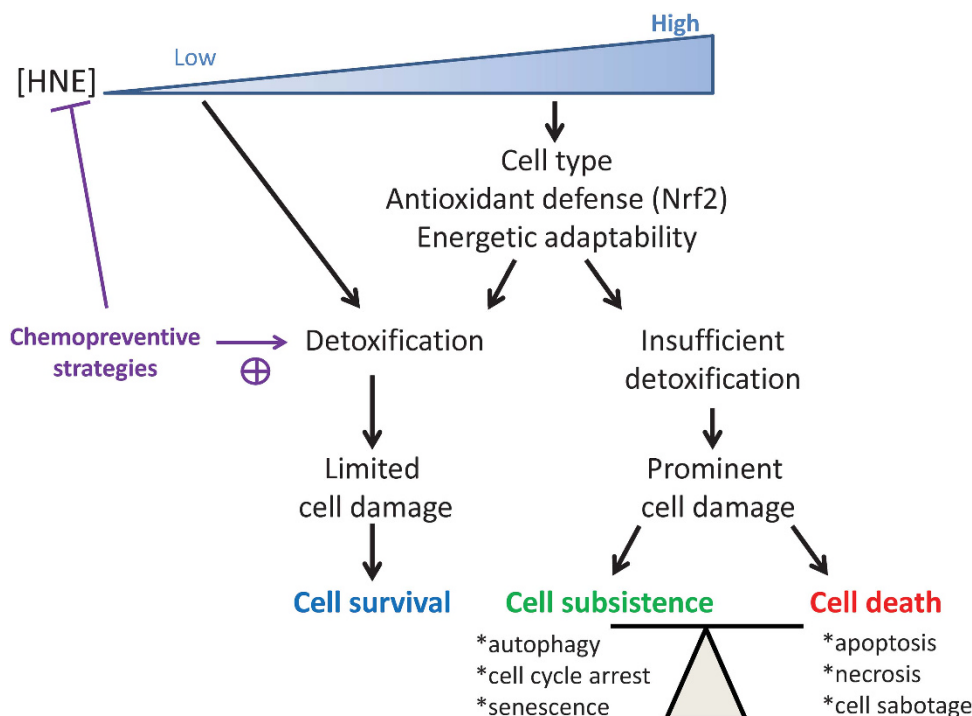 High
Low
[HNE]
Cell type
Antioxidant defense (Nrf2)
Energetic adaptability
Chemopreventive
strategies
Detoxification
Insufficient
detoxification
Limited
cell damage
Prominent
cell damage
Cell survival
Cell subsistence
Cell death
*autophagy
*cell cycle arrest
*senescence
*apoptosis
*necrosis
*cell sabotage